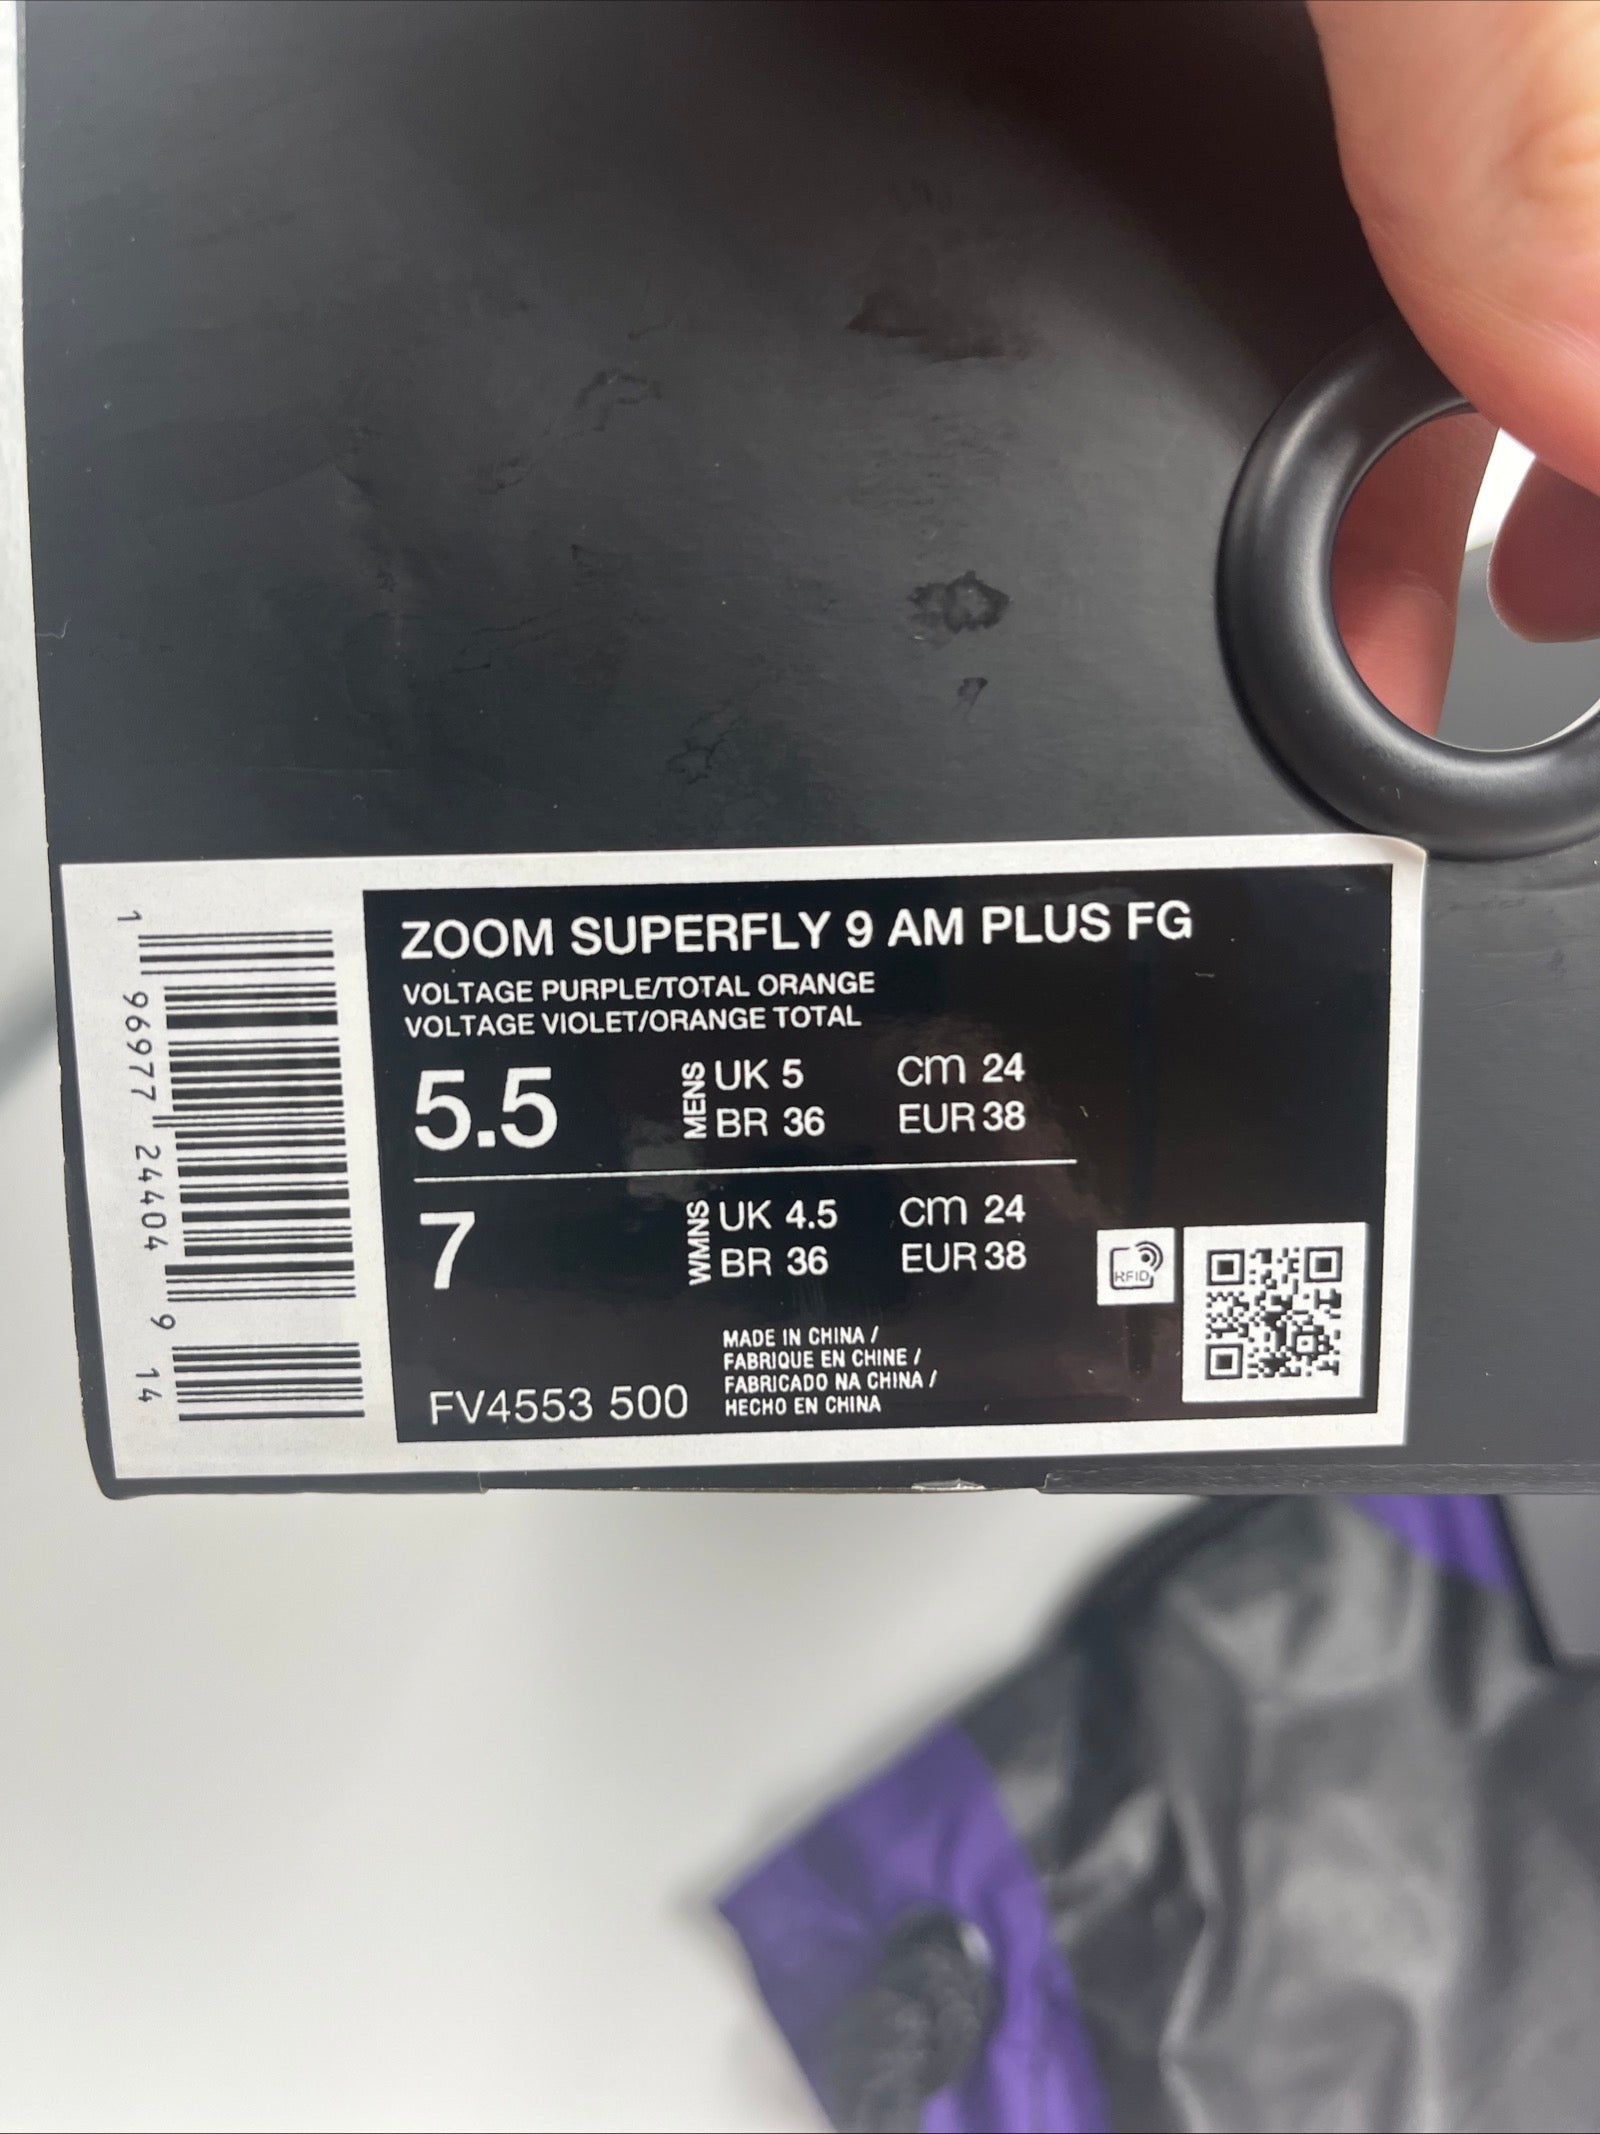 ZOOM SUPERFLY 9 AM PLUS FG
VOLTAGE PURPLE/TOTAL ORANGE
VOLTAGE VIOLET/ORANGE TOTAL
5.5 MENS UK 5 cm 24
BR 36 EUR 38
7 WMNS UK 4.5 cm 24
BR 36 EUR 38
MADE IN CHINA /
FABRIQUE EN CHINE /
FABRICADO NA CHINA /
HECHO EN CHINA
FV4553 500
RFID
1 96977 24404 9 14